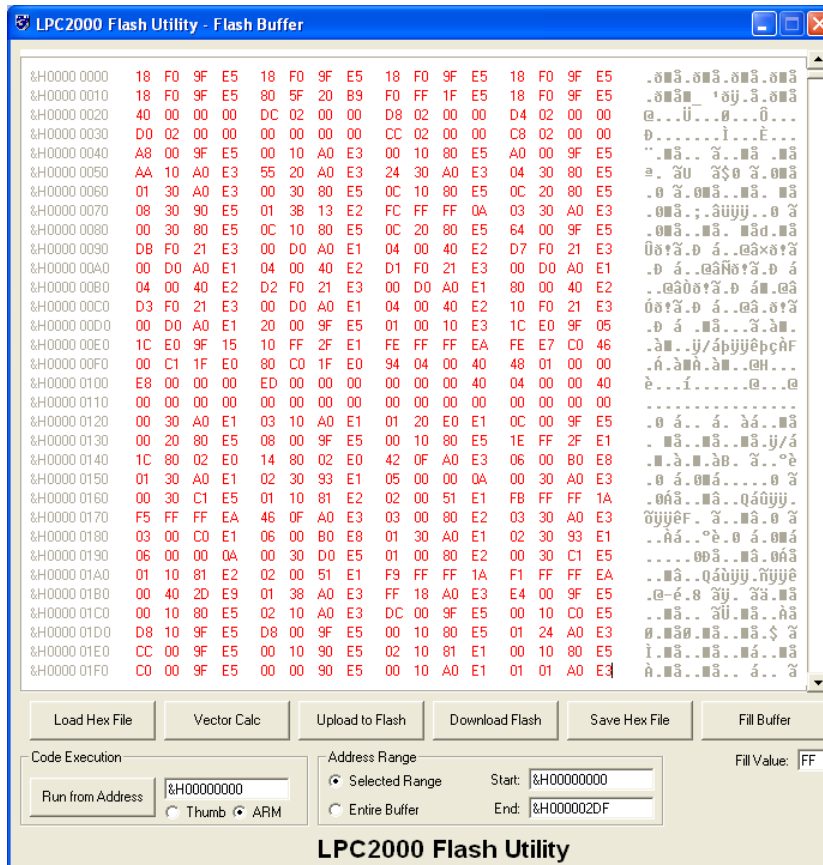 LPC2000 Flash Utility - Flash Buffer
&H0000 0000 18 F0 9F E5 18 F0 9F E5 18 F0 9F E5 18 F0 9F E5
&H0000 0010 18 F0 9F E5 80 5F 20 B9 F0 FF 1F E5 18 F0 9F E5
&H0000 0020 40 00 00 00 DC 02 00 00 D8 02 00 00 D4 02 00 00
&H0000 0030 D0 02 00 00 00 00 00 00 CC 02 00 00 C8 02 00 00
&H0000 0040 A8 00 9F E5 00 10 A0 E3 00 10 80 E5 A0 00 9F E5
&H0000 0050 AA 10 A0 E3 55 20 A0 E3 24 30 A0 E3 04 30 80 E5
&H0000 0060 01 30 A0 E3 00 30 80 E5 0C 10 80 E5 0C 20 80 E5
&H0000 0070 08 30 90 E5 01 3B 13 E2 FC FF FF 0A 03 30 A0 E3
&H0000 0080 00 30 80 E5 0C 10 80 E5 0C 20 80 E5 64 00 9F E5
&H0000 0090 DB F0 21 E3 00 D0 A0 E1 04 00 40 E2 D7 F0 21 E3
&H0000 00A0 00 D0 A0 E1 04 00 40 E2 D1 F0 21 E3 00 D0 A0 E1
&H0000 00B0 04 00 40 E2 D2 F0 21 E3 00 D0 A0 E1 80 00 40 E2
&H0000 00C0 D3 F0 21 E3 00 D0 A0 E1 04 00 40 E2 10 F0 21 E3
&H0000 00D0 00 D0 A0 E1 20 00 9F E5 01 00 10 E3 1C E0 9F 05
&H0000 00E0 1C E0 9F 15 10 FF 2F E1 FE FF FF EA FE E7 C0 46
&H0000 00F0 00 C1 1F E0 80 C0 1F E0 94 04 00 40 48 01 00 00
&H0000 0100 E8 00 00 00 ED 00 00 00 00 00 00 40 04 00 00 40
&H0000 0110 00 00 00 00 00 00 00 00 00 00 00 00 00 00 00 00
&H0000 0120 00 30 A0 E1 03 10 A0 E1 01 20 E0 E1 0C 00 9F E5
&H0000 0130 00 20 80 E5 08 00 9F E5 00 10 80 E5 1E FF 2F E1
&H0000 0140 1C 80 02 E0 14 80 02 E0 42 0F A0 E3 06 00 B0 E8
&H0000 0150 01 30 A0 E1 02 30 93 E1 05 00 00 0A 00 30 A0 E3
&H0000 0160 00 30 C1 E5 01 10 81 E2 02 00 51 E1 FB FF FF 1A
&H0000 0170 F5 FF FF EA 46 0F A0 E3 03 00 80 E2 03 30 A0 E3
&H0000 0180 03 00 C0 E1 06 00 B0 E8 01 30 A0 E1 02 30 93 E1
&H0000 0190 06 00 00 0A 00 30 D0 E5 01 00 80 E2 00 30 C1 E5
&H0000 01A0 01 10 81 E2 02 00 51 E1 F9 FF FF 1A F1 FF FF EA
&H0000 01B0 00 40 2D E9 01 38 A0 E3 FF 18 A0 E3 E4 00 9F E5
&H0000 01C0 00 10 80 E5 02 10 A0 E3 DC 00 9F E5 00 10 C0 E5
&H0000 01D0 D8 10 9F E5 D8 00 9F E5 00 10 80 E5 01 24 A0 E3
&H0000 01E0 CC 00 9F E5 00 10 90 E5 02 10 81 E1 00 10 80 E5
&H0000 01F0 C0 00 9F E5 00 00 90 E5 00 10 A0 E1 01 01 A0 E3
Load Hex File Vector Calc Upload to Flash Download Flash Save Hex File Fill Buffer
Code Execution Address Range Fill Value: FF
Run from Address &H00000000 Selected Range Start: &H00000000
Thumb ARM Entire Buffer End: &H000002DF
LPC2000 Flash Utility